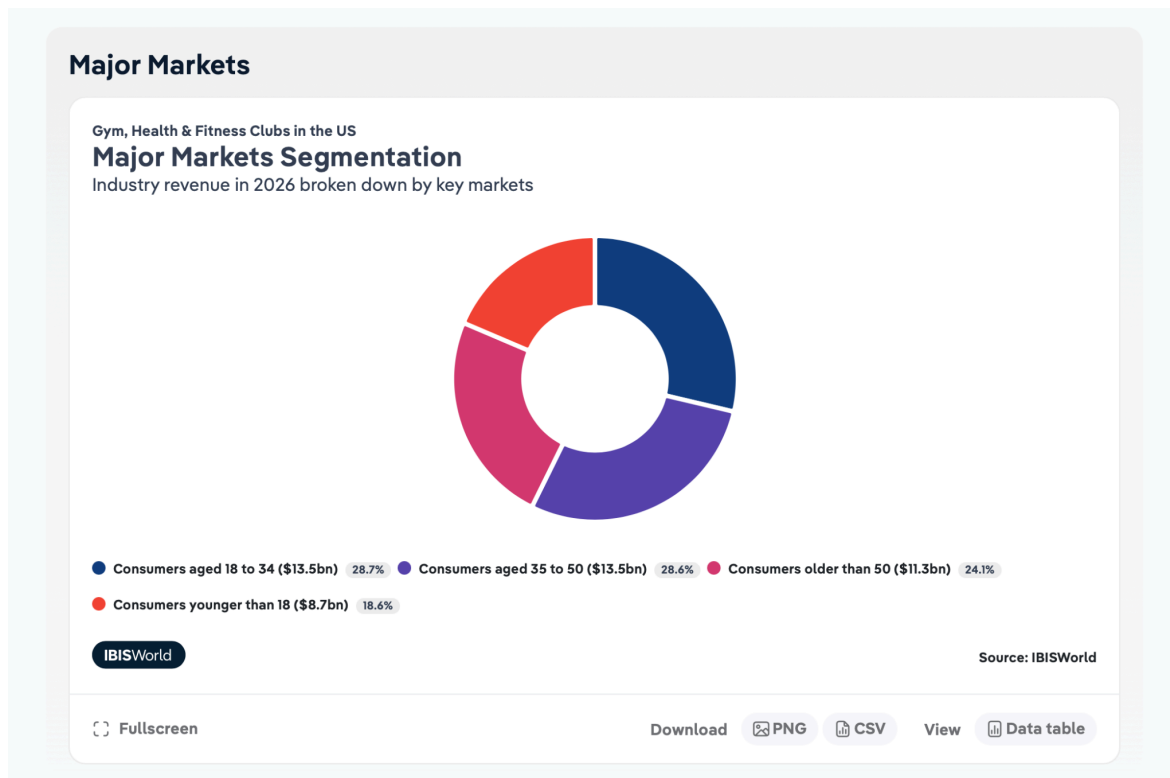 Major Markets
Gym, Health & Fitness Clubs in the US
Major Markets Segmentation
Industry revenue in 2026 broken down by key markets
Consumers aged 18 to 34 ($13.5bn) 28.7% Consumers aged 35 to 50 ($13.5bn) 28.6% Consumers older than 50 ($11.3bn) 24.1%
Consumers younger than 18 ($8.7bn) 18.6%
IBISWorld Source: IBISWorld
Fullscreen Download PNG CSV View Data table